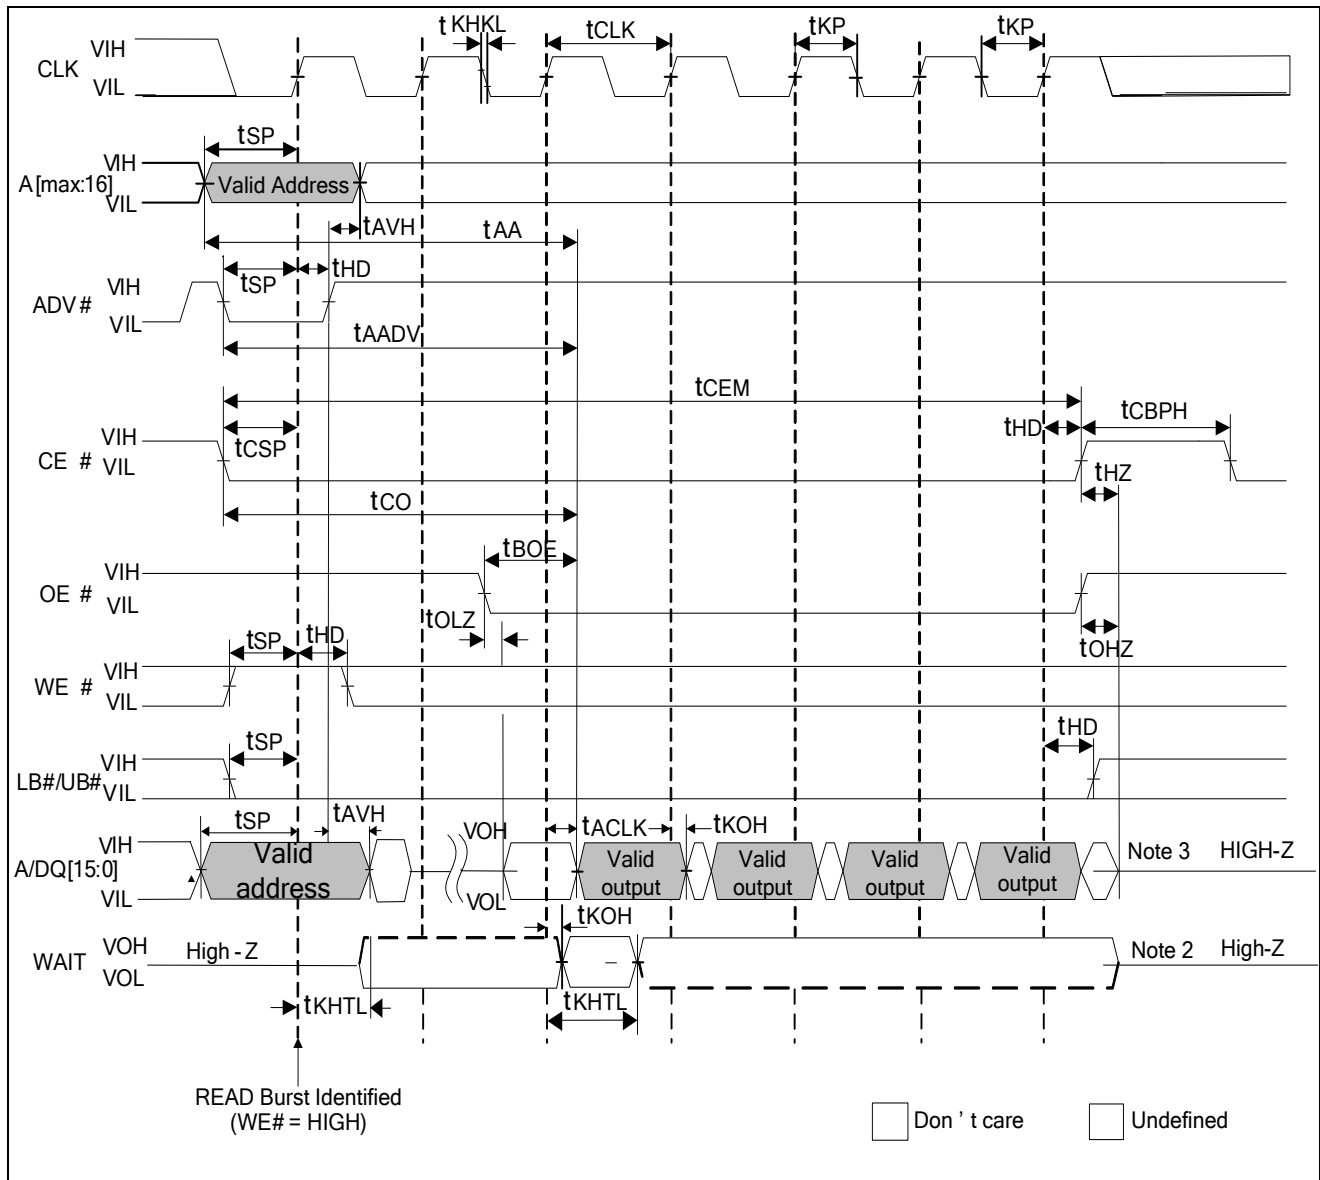 t KHKL tCLK tKP tKP
VIH
CLK
VIL
tSP
VIH
A[max:16] Valid Address
VIL
tAVH tAA
tSP tHD
VIH
ADV#
VIL
tAADV
tCEM
tCSP tHD tCBPH
VIH
CE # VIL
tHZ
tCO
tBOE
VIH
OE #
VIL
tOLZ tOHZ
tSP tHD
VIH
WE #
VIL
tSP tHD
VIH
LB#/UB# VIL
tSP tAVH VOH tACLK tKOH
VIH
A/DQ[15:0] Valid address Valid output Valid output Valid output Valid output Note 3 HIGH-Z
VIL VOL
tKOH
VOH
WAIT High - Z Note 2 High-Z
VOL
tKHTL tKHTL
READ Burst Identified
(WE# = HIGH)
Don ' t care Undefined